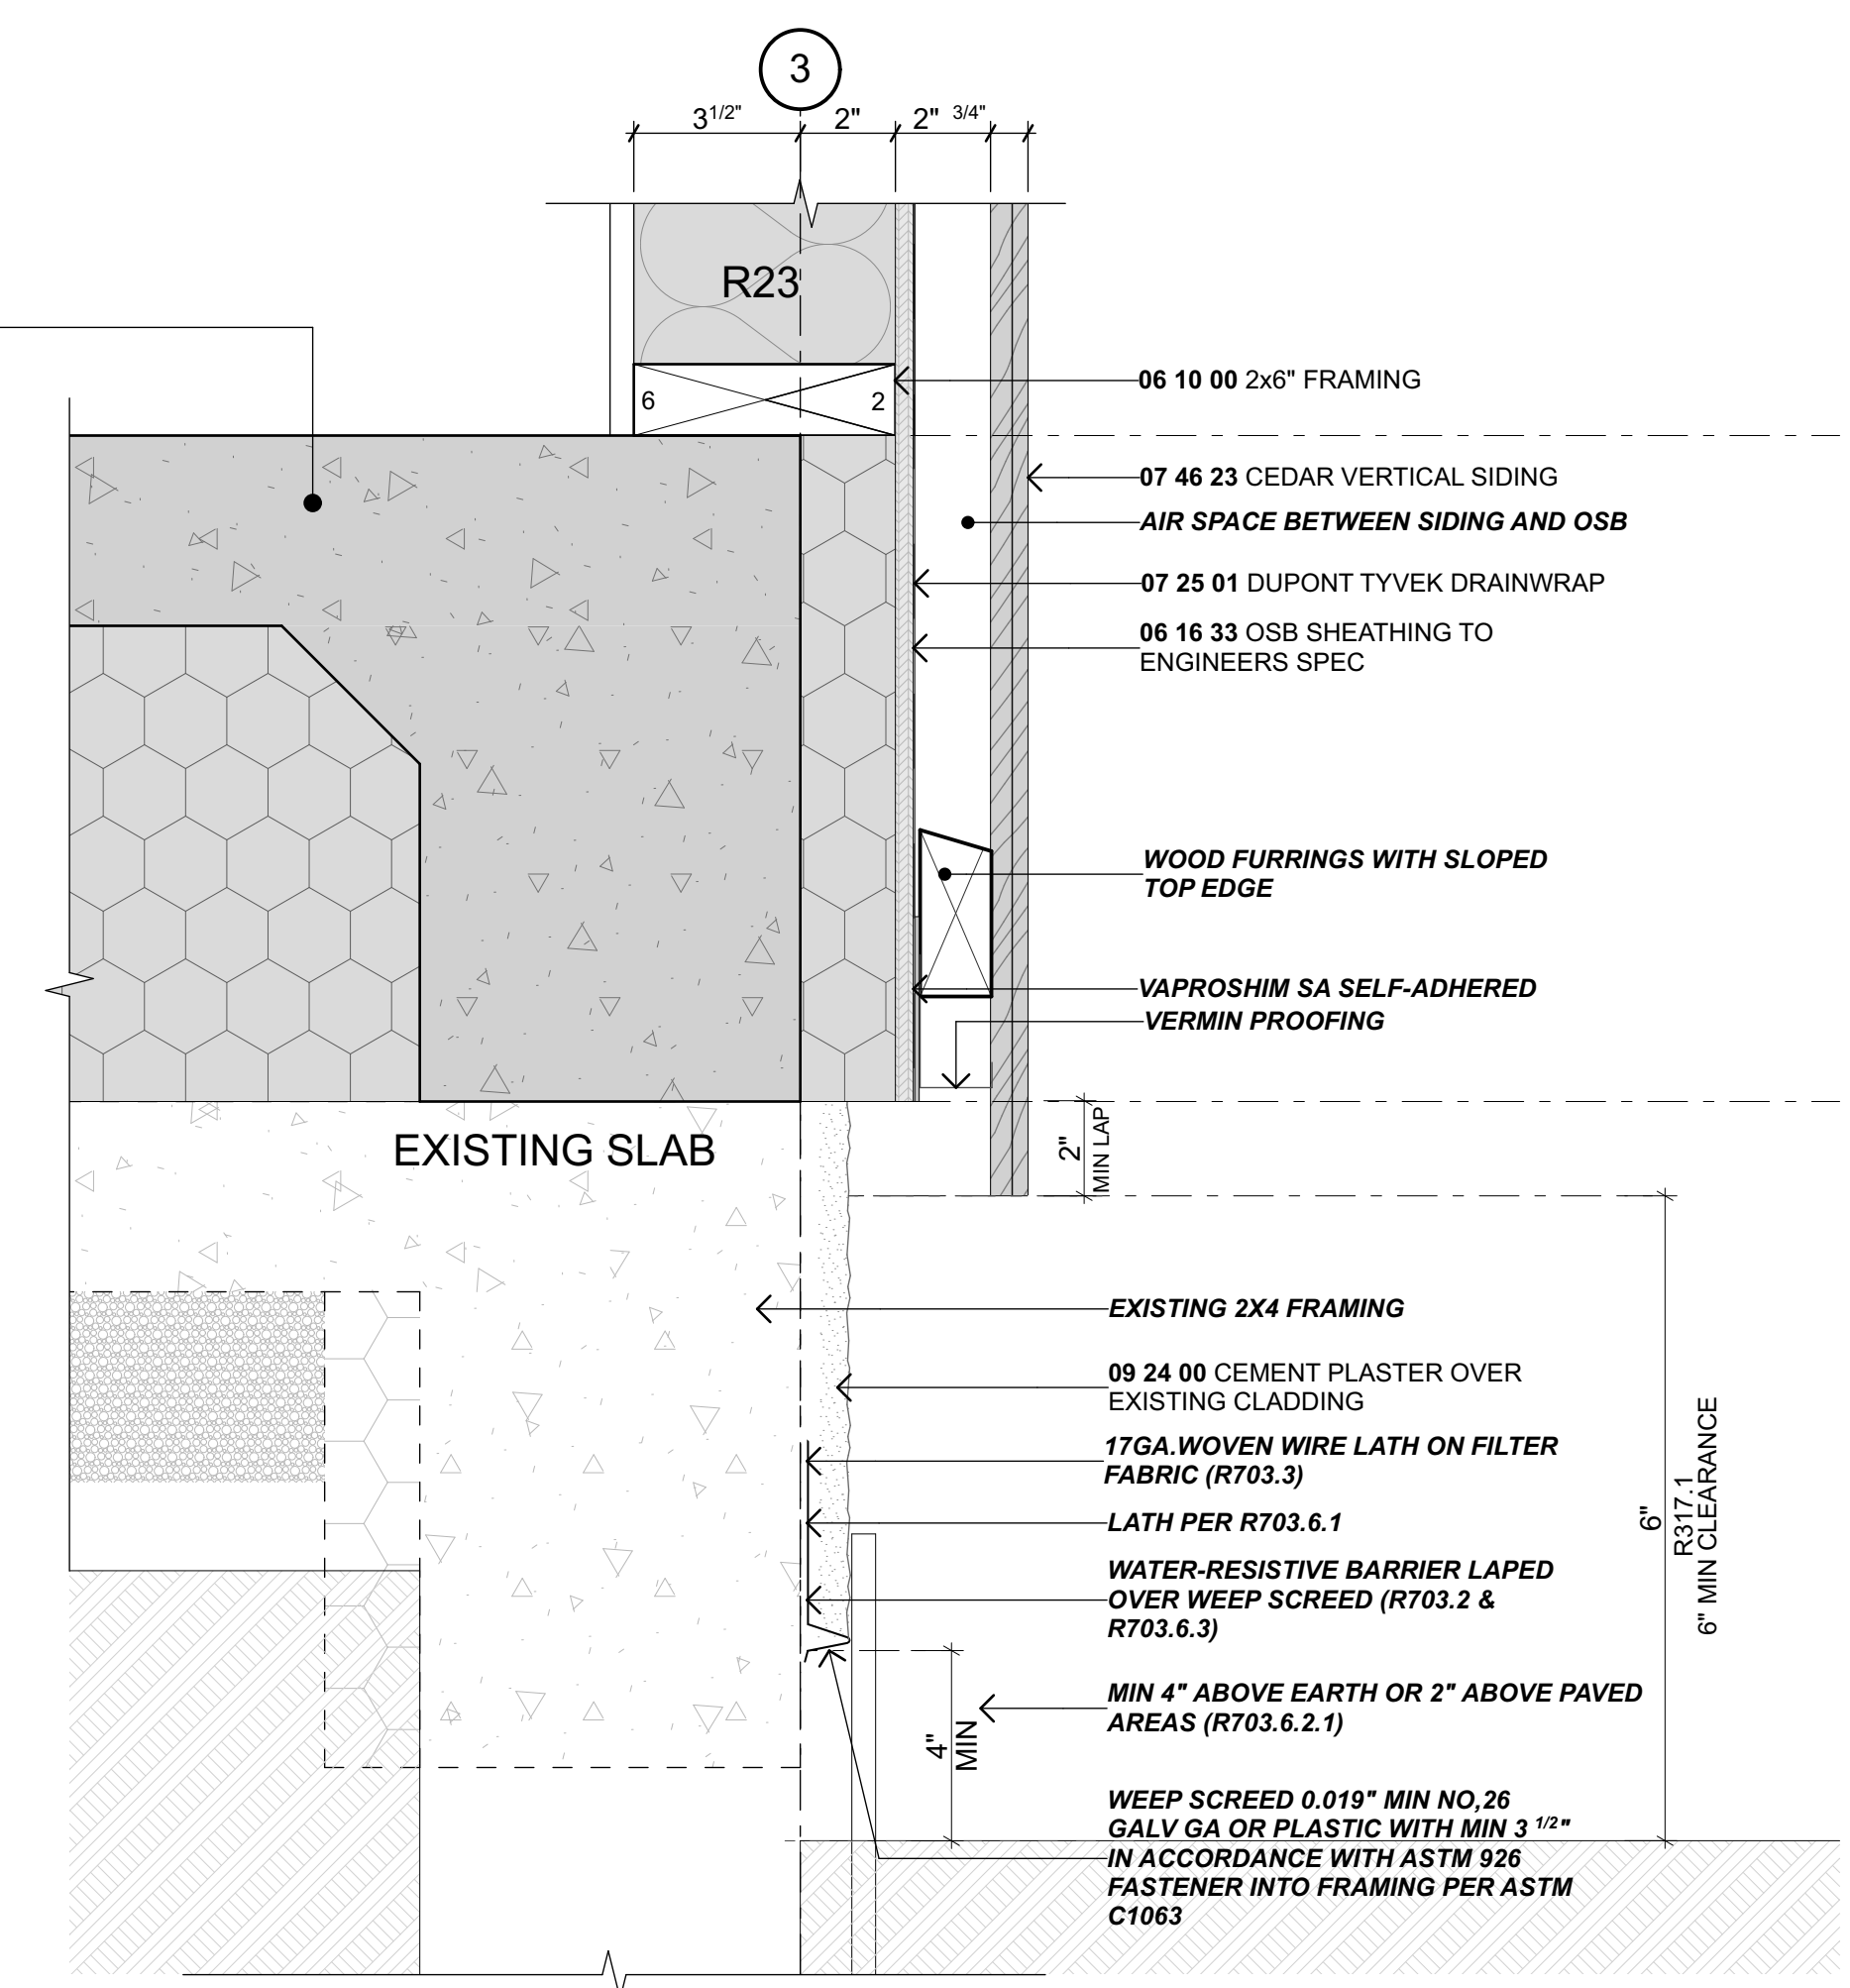 3
3 1/2" 2" 2" 3/4"
R23
6 2
06 10 00 2x6" FRAMING
07 46 23 CEDAR VERTICAL SIDING
AIR SPACE BETWEEN SIDING AND OSB
07 25 01 DUPONT TYVEK DRAINWRAP
06 16 33 OSB SHEATHING TO
ENGINEERS SPEC
WOOD FURRINGS WITH SLOPED
TOP EDGE
VAPROSHIM SA SELF-ADHERED
VERMIN PROOFING
2"
MIN LAP
EXISTING SLAB
EXISTING 2X4 FRAMING
09 24 00 CEMENT PLASTER OVER
EXISTING CLADDING
17GA.WOVEN WIRE LATH ON FILTER
FABRIC (R703.3)
LATH PER R703.6.1
WATER-RESISTIVE BARRIER LAPED
OVER WEEP SCREED (R703.2 &
R703.6.3)
6"
R317.1
6" MIN CLEARANCE
MIN 4" ABOVE EARTH OR 2" ABOVE PAVED
AREAS (R703.6.2.1)
4"
MIN
WEEP SCREED 0.019" MIN NO,26
GALV GA OR PLASTIC WITH MIN 3 1/2"
IN ACCORDANCE WITH ASTM 926
FASTENER INTO FRAMING PER ASTM
C1063